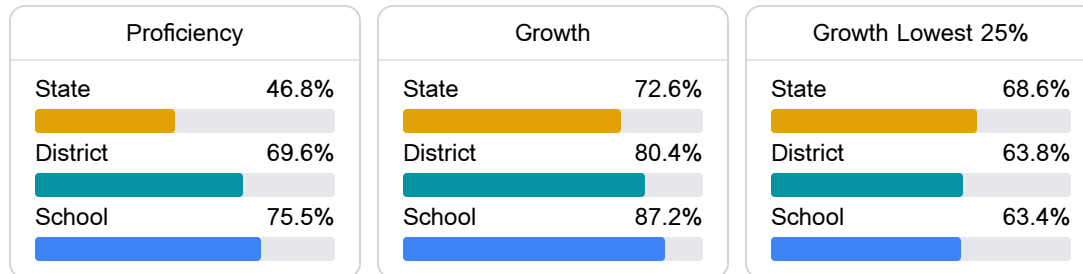 Proficiency
State 46.8%
District 69.6%
School 75.5%
Growth
State 72.6%
District 80.4%
School 87.2%
Growth Lowest 25%
State 68.6%
District 63.8%
School 63.4%